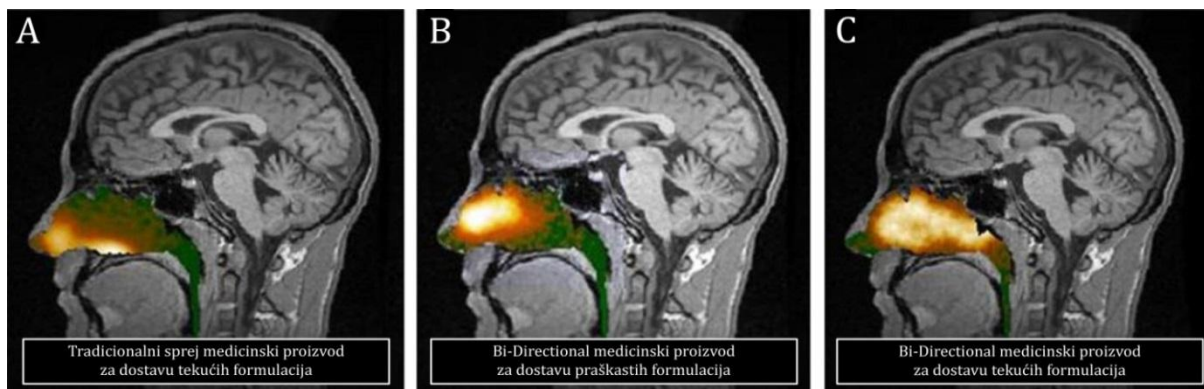 A
Tradicionalni sprej medicinski proizvod
za dostavu tekućih formulacija
B
Bi-Directional medicinski proizvod
za dostavu praškastih formulacija
C
Bi-Directional medicinski proizvod
za dostavu tekućih formulacija